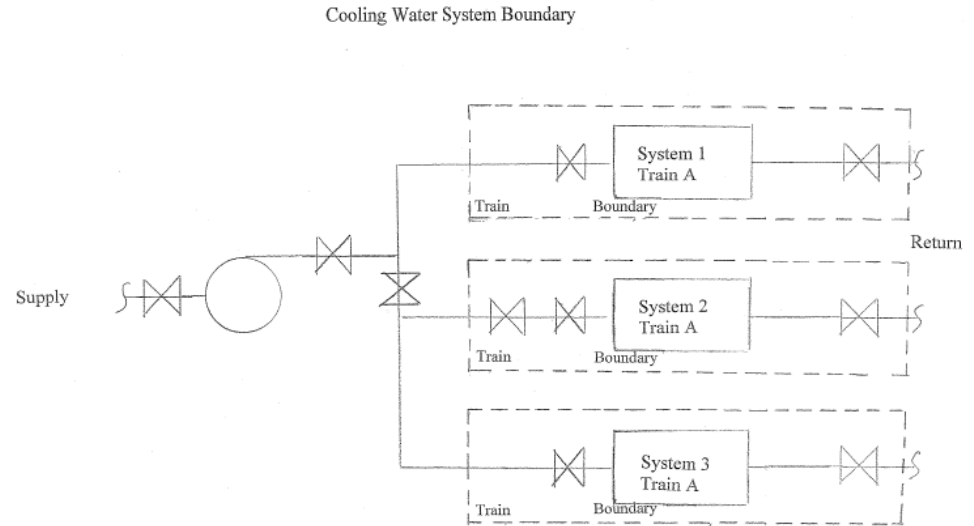 Cooling Water System Boundary
System 1
Train A
Train Boundary
Return
Supply
System 2
Train A
Train Boundary
System 3
Train A
Train Boundary